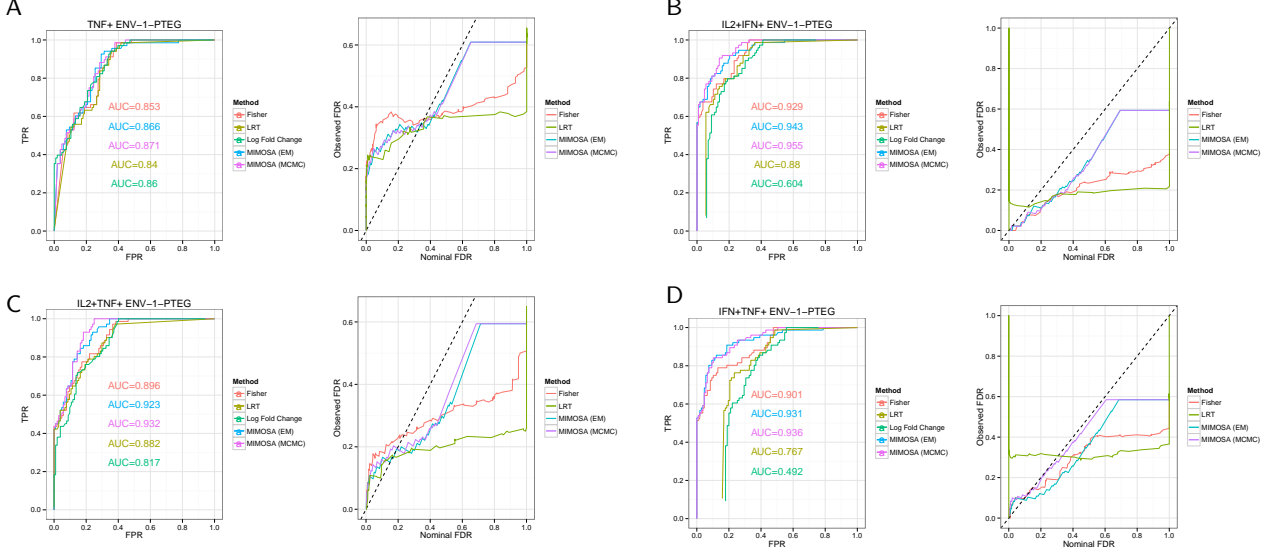 A
TNF+ ENV−1−PTEG
TPR
1.0
0.8
0.6
0.4
0.2
0.0
AUC=0.853
AUC=0.866
AUC=0.871
AUC=0.84
AUC=0.86
0.0 0.2 0.4 0.6 0.8 1.0
FPR
Method
Fisher
LRT
Log Fold Change
MIMOSA (EM)
MIMOSA (MCMC)
Observed FDR
0.6
0.4
0.2
0.0
0.0 0.2 0.4 0.6 0.8 1.0
Nominal FDR
Method
Fisher
LRT
MIMOSA (EM)
MIMOSA (MCMC)
B
IL2+IFN+ ENV−1−PTEG
TPR
1.0
0.8
0.6
0.4
0.2
0.0
AUC=0.929
AUC=0.943
AUC=0.955
AUC=0.88
AUC=0.604
0.0 0.2 0.4 0.6 0.8 1.0
FPR
Method
Fisher
LRT
Log Fold Change
MIMOSA (EM)
MIMOSA (MCMC)
Observed FDR
1.0
0.8
0.6
0.4
0.2
0.0
0.0 0.2 0.4 0.6 0.8 1.0
Nominal FDR
Method
Fisher
LRT
MIMOSA (EM)
MIMOSA (MCMC)
C
IL2+TNF+ ENV−1−PTEG
TPR
1.0
0.8
0.6
0.4
0.2
0.0
AUC=0.896
AUC=0.923
AUC=0.932
AUC=0.882
AUC=0.817
0.0 0.2 0.4 0.6 0.8 1.0
FPR
Method
Fisher
LRT
Log Fold Change
MIMOSA (EM)
MIMOSA (MCMC)
Observed FDR
0.6
0.4
0.2
0.0
0.0 0.2 0.4 0.6 0.8 1.0
Nominal FDR
Method
Fisher
LRT
MIMOSA (EM)
MIMOSA (MCMC)
D
IFN+TNF+ ENV−1−PTEG
TPR
1.0
0.8
0.6
0.4
0.2
0.0
AUC=0.901
AUC=0.931
AUC=0.936
AUC=0.767
AUC=0.492
0.0 0.2 0.4 0.6 0.8 1.0
FPR
Method
Fisher
LRT
Log Fold Change
MIMOSA (EM)
MIMOSA (MCMC)
Observed FDR
1.0
0.8
0.6
0.4
0.2
0.0
0.0 0.2 0.4 0.6 0.8 1.0
Nominal FDR
Method
Fisher
LRT
MIMOSA (EM)
MIMOSA (MCMC)